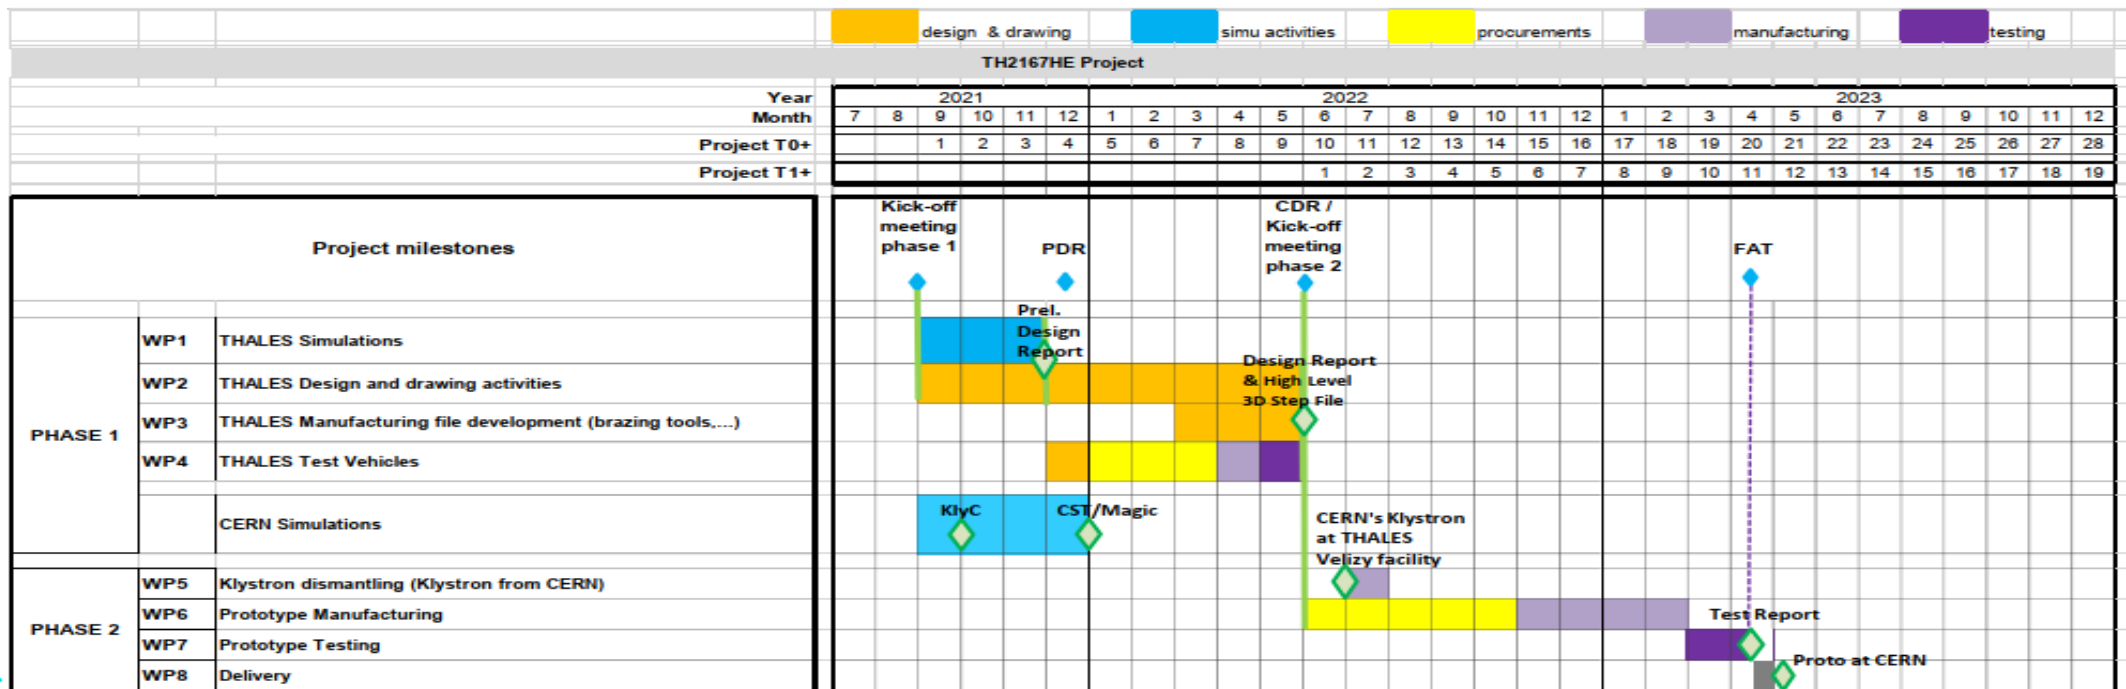 design & drawing simu activities procurements manufacturing testing
TH2167HE Project
Year 2021 2022 2023
Month 7 8 9 10 11 12 1 2 3 4 5 6 7 8 9 10 11 12 1 2 3 4 5 6 7 8 9 10 11 12
Project T0+ 1 2 3 4 5 6 7 8 9 10 11 12 13 14 15 16 17 18 19 20 21 22 23 24 25 26 27 28
Project T1+ 1 2 3 4 5 6 7 8 9 10 11 12 13 14 15 16 17 18 19
Project milestones
Kick-off
meeting
phase 1
PDR
CDR /
Kick-off
meeting
phase 2
FAT
PHASE 1
WP1 THALES Simulations
Prel.
Design
Report
WP2 THALES Design and drawing activities
Design Report
& High Level
3D Step File
WP3 THALES Manufacturing file development (brazing tools,...)
WP4 THALES Test Vehicles
CERN Simulations
KlyC
CST/Magic
CERN's Klystron
at THALES
Velizy facility
PHASE 2
WP5 Klystron dismantling (Klystron from CERN)
WP6 Prototype Manufacturing
Test Report
WP7 Prototype Testing
Proto at CERN
WP8 Delivery